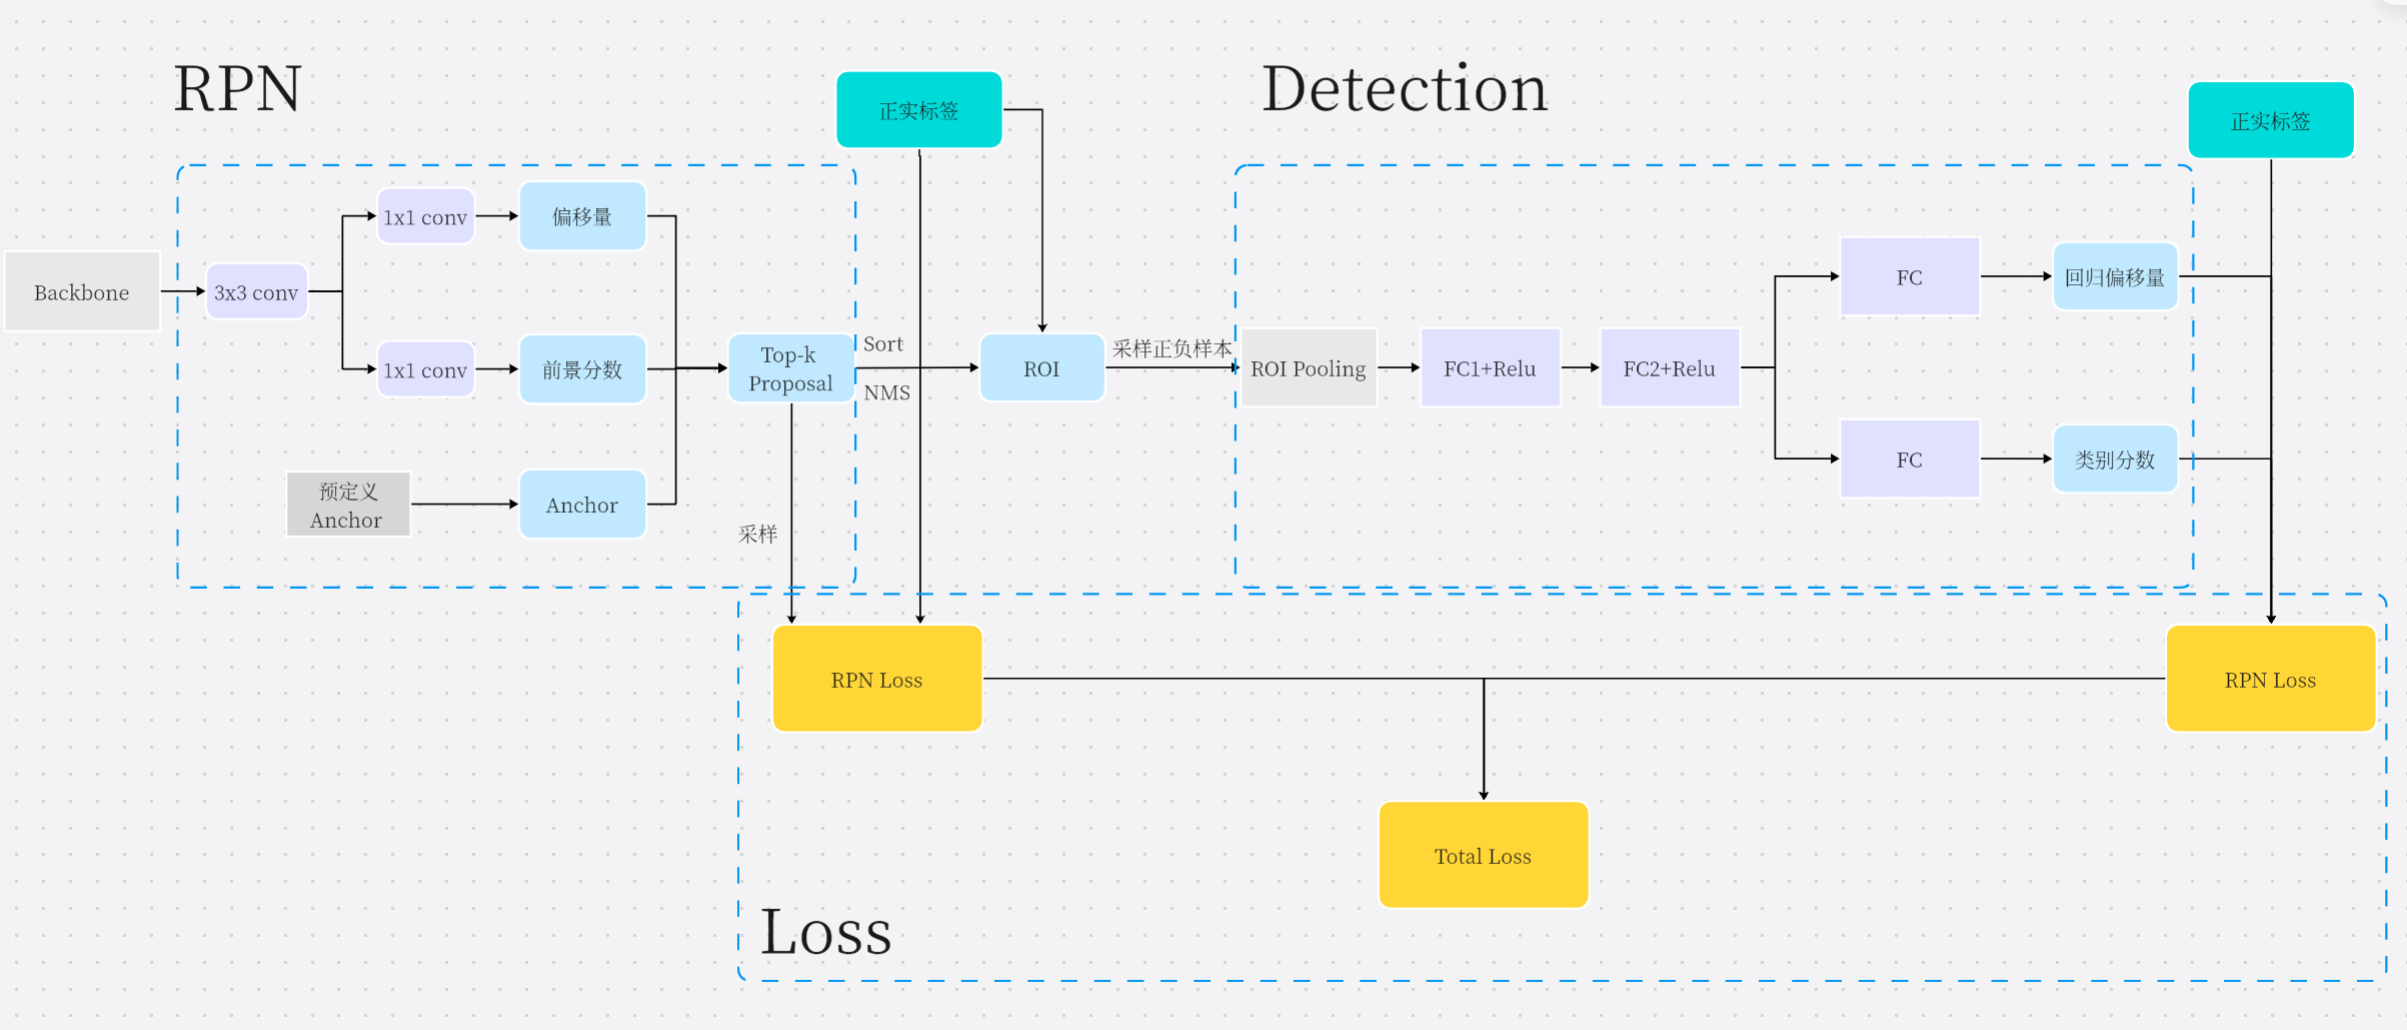 RPN
正实标签
Detection
正实标签
Backbone
3x3 conv
1x1 conv
偏移量
1x1 conv
前景分数
预定义
Anchor
Anchor
Top-k
Proposal
Sort
NMS
采样
ROI
采样正负样本
ROI Pooling
FC1+Relu
FC2+Relu
FC
回归偏移量
FC
类别分数
RPN Loss
RPN Loss
Total Loss
Loss